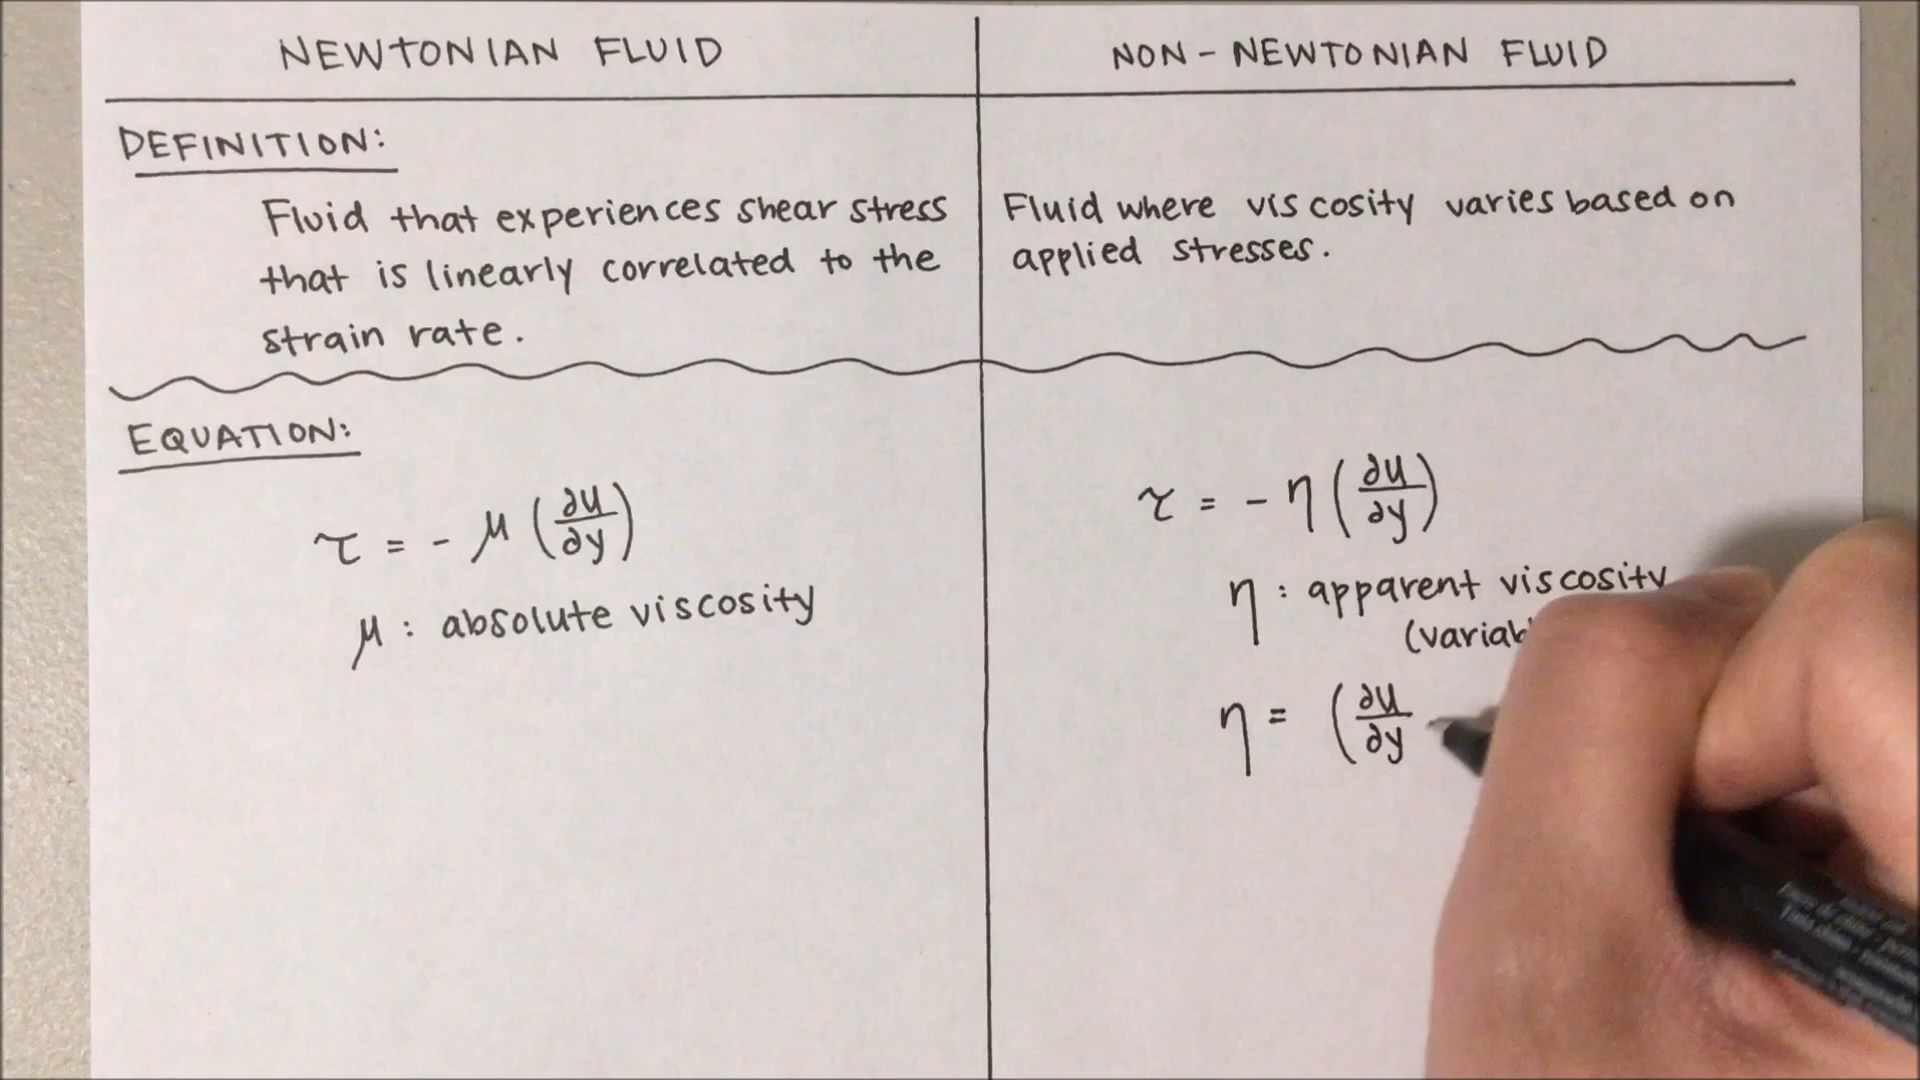 NEWTONIAN FLUID
NON-NEWTONIAN FLUID
DEFINITION:
Fluid that experiences shear stress
that is linearly correlated to the
strain rate.
Fluid where viscosity varies based on
applied stresses.
EQUATION:
τ = - μ (∂u/∂y)
μ : absolute viscosity
τ = - η (∂u/∂y)
η : apparent viscosity
η = (∂u/∂y